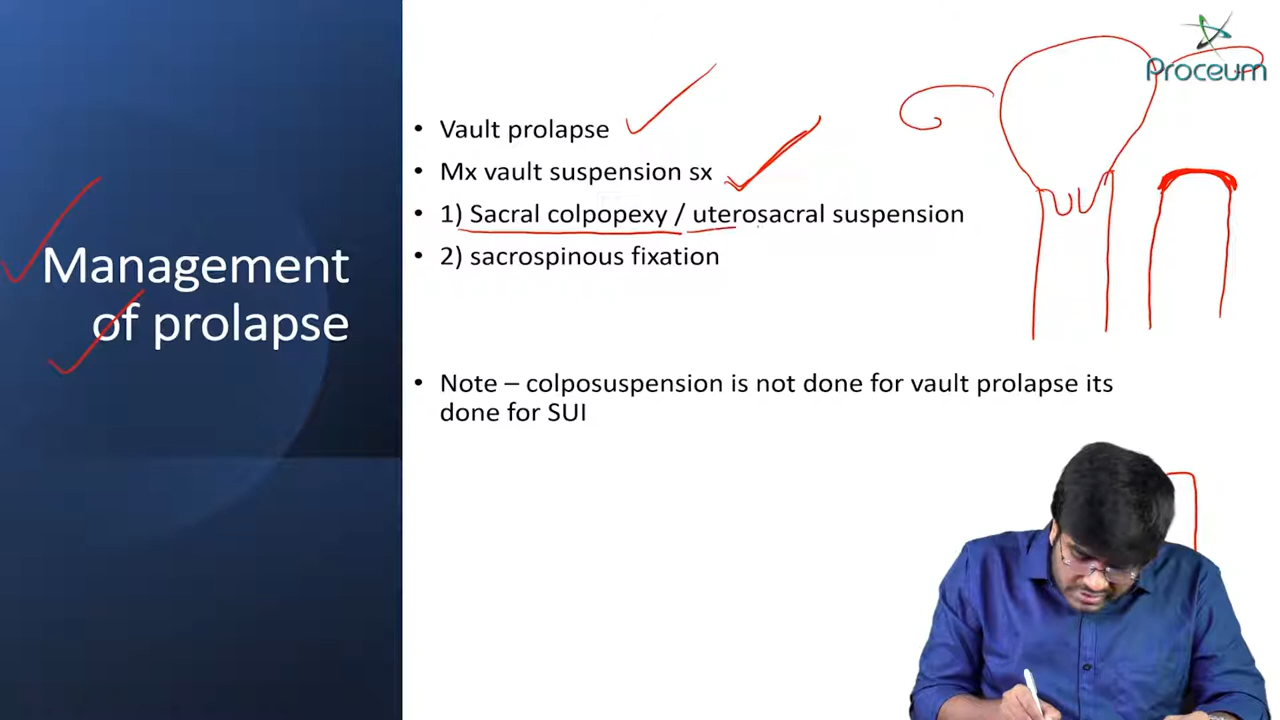 Proceum
Management
of prolapse
• Vault prolapse
• Mx vault suspension sx
• 1) Sacral colpopexy / uterosacral suspension
• 2) sacrospinous fixation
• Note – colposuspension is not done for vault prolapse its
done for SUI